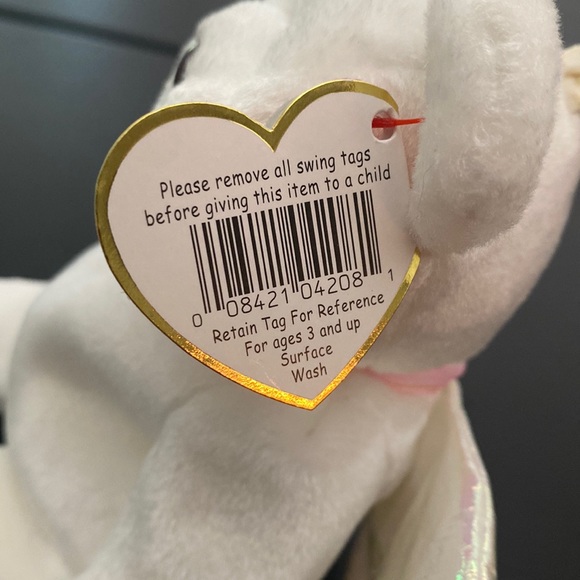 Please remove all swing tags
before giving this item to a child
0 08421 04208 1
Retain Tag For Reference
For ages 3 and up
Surface
Wash